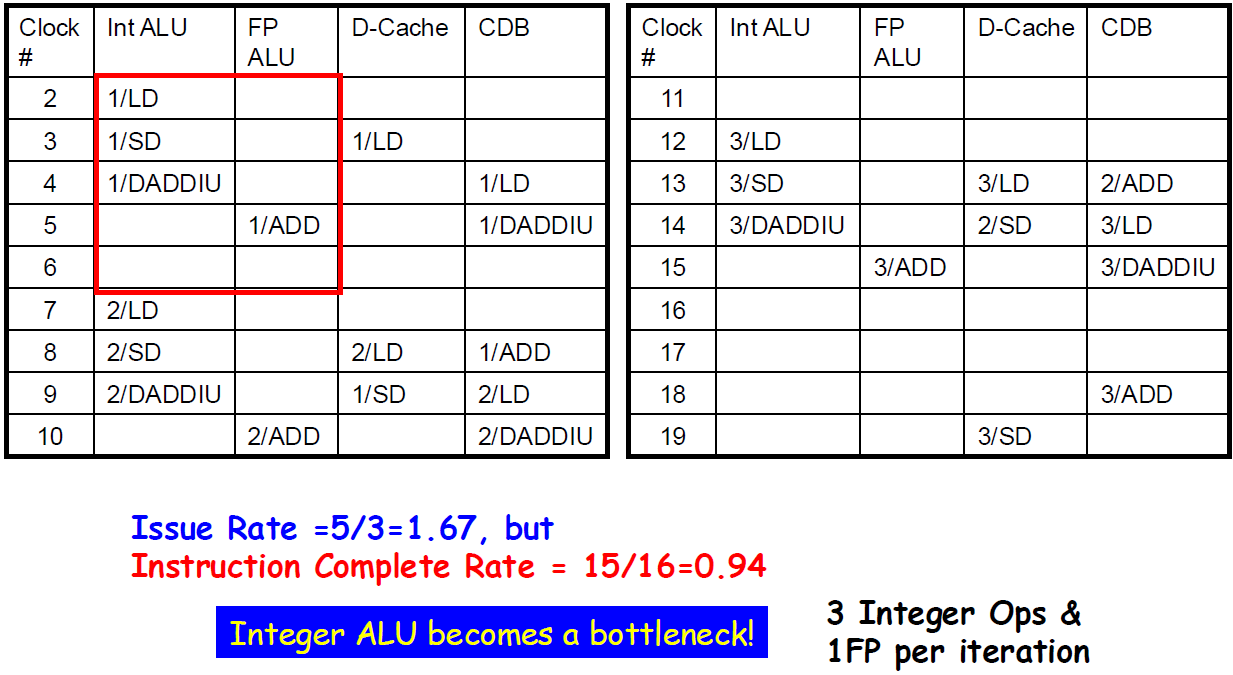 Clock # Int ALU FP ALU D-Cache CDB
2 1/LD
3 1/SD 1/LD
4 1/DADDIU 1/LD
5 1/ADD 1/DADDIU
6
7 2/LD
8 2/SD 2/LD 1/ADD
9 2/DADDIU 1/SD 2/LD
10 2/ADD 2/DADDIU
Clock # Int ALU FP ALU D-Cache CDB
11
12 3/LD
13 3/SD 3/LD 2/ADD
14 3/DADDIU 2/SD 3/LD
15 3/ADD 3/DADDIU
16
17
18 3/ADD
19 3/SD
Issue Rate =5/3=1.67, but
Instruction Complete Rate = 15/16=0.94
Integer ALU becomes a bottleneck!
3 Integer Ops &
1FP per iteration